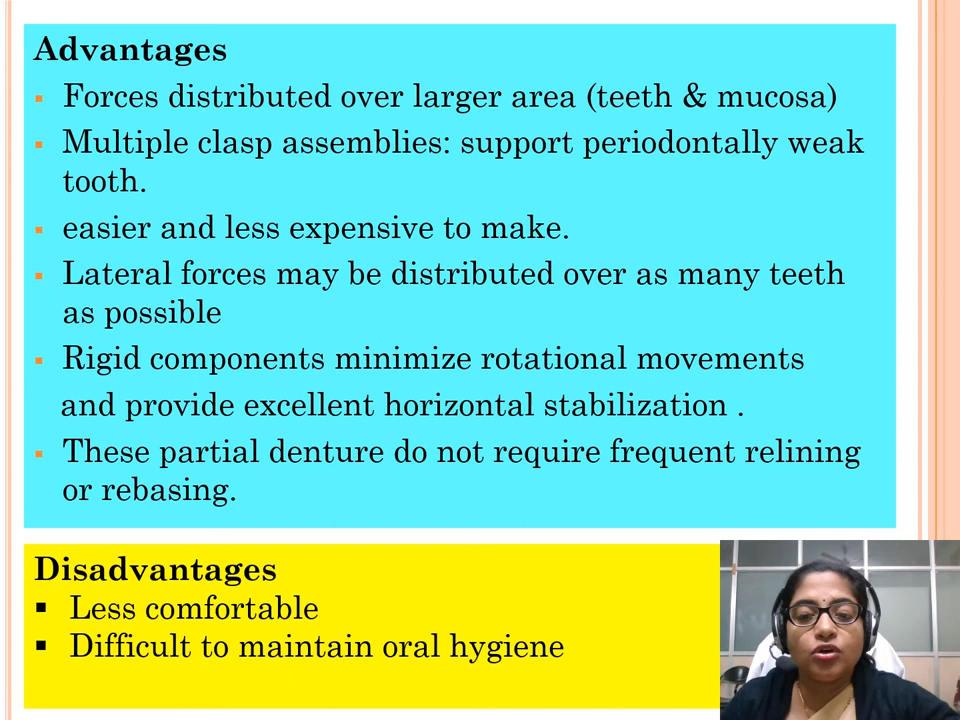 Advantages
▪ Forces distributed over larger area (teeth & mucosa)
▪ Multiple clasp assemblies: support periodontally weak
tooth.
▪ easier and less expensive to make.
▪ Lateral forces may be distributed over as many teeth
as possible
▪ Rigid components minimize rotational movements
and provide excellent horizontal stabilization .
▪ These partial denture do not require frequent relining
or rebasing.
Disadvantages
▪ Less comfortable
▪ Difficult to maintain oral hygiene